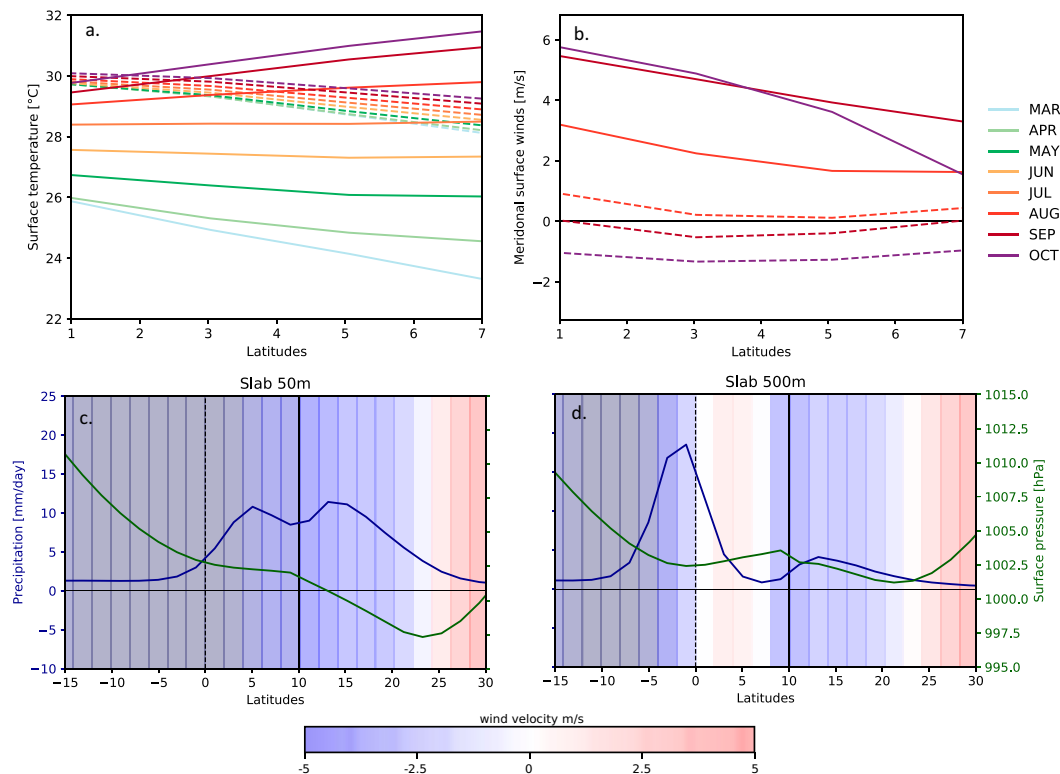 a.
32
30
28
26
24
22
Surface temperature [°C]
1 2 3 4 5 6 7
Latitudes
b.
6
4
2
0
−2
Meridonal surface winds [m/s]
1 2 3 4 5 6 7
Latitudes
MAR
APR
MAY
JUN
JUL
AUG
SEP
OCT
Slab 50m
c.
25
20
15
10
5
0
−5
−10
Precipitation [mm/day]
−15 −10 −5 0 5 10 15 20 25 30
Latitudes
Slab 500m
d.
1015.0
1012.5
1010.0
1007.5
1005.0
1002.5
1000.0
997.5
995.0
Surface pressure [hPa]
−15 −10 −5 0 5 10 15 20 25 30
Latitudes
wind velocity m/s
-5 -2.5 0 2.5 5